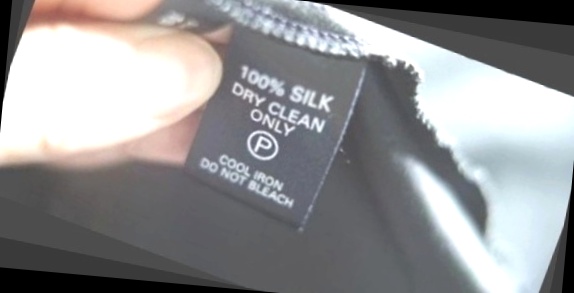 100% SILK
DRY CLEAN
ONLY
P
COOL IRON
DO NOT BLEACH